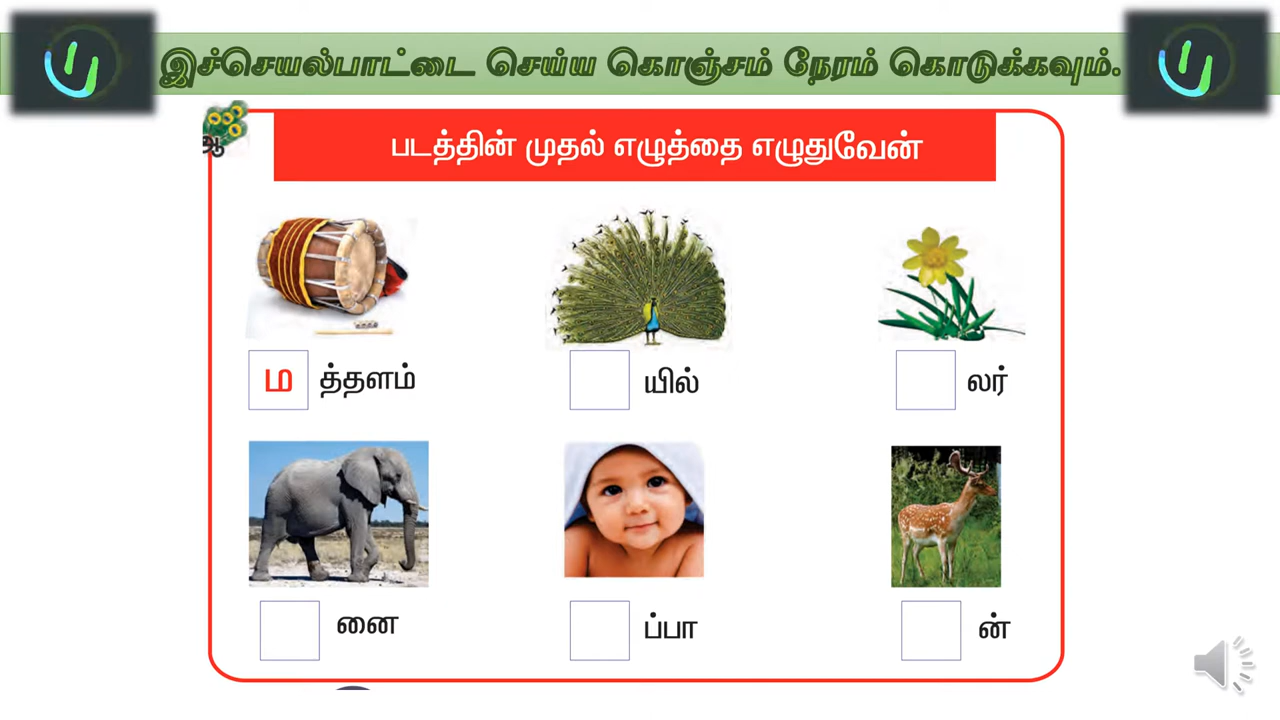 இச்செயல்பாட்டை செய்ய கொஞ்சம் நேரம் கொடுக்கவும்.
ஆ
படத்தின் முதல் எழுத்தை எழுதுவேன்
ம த்தளம் யில் லர்
னை ப்பா ன்